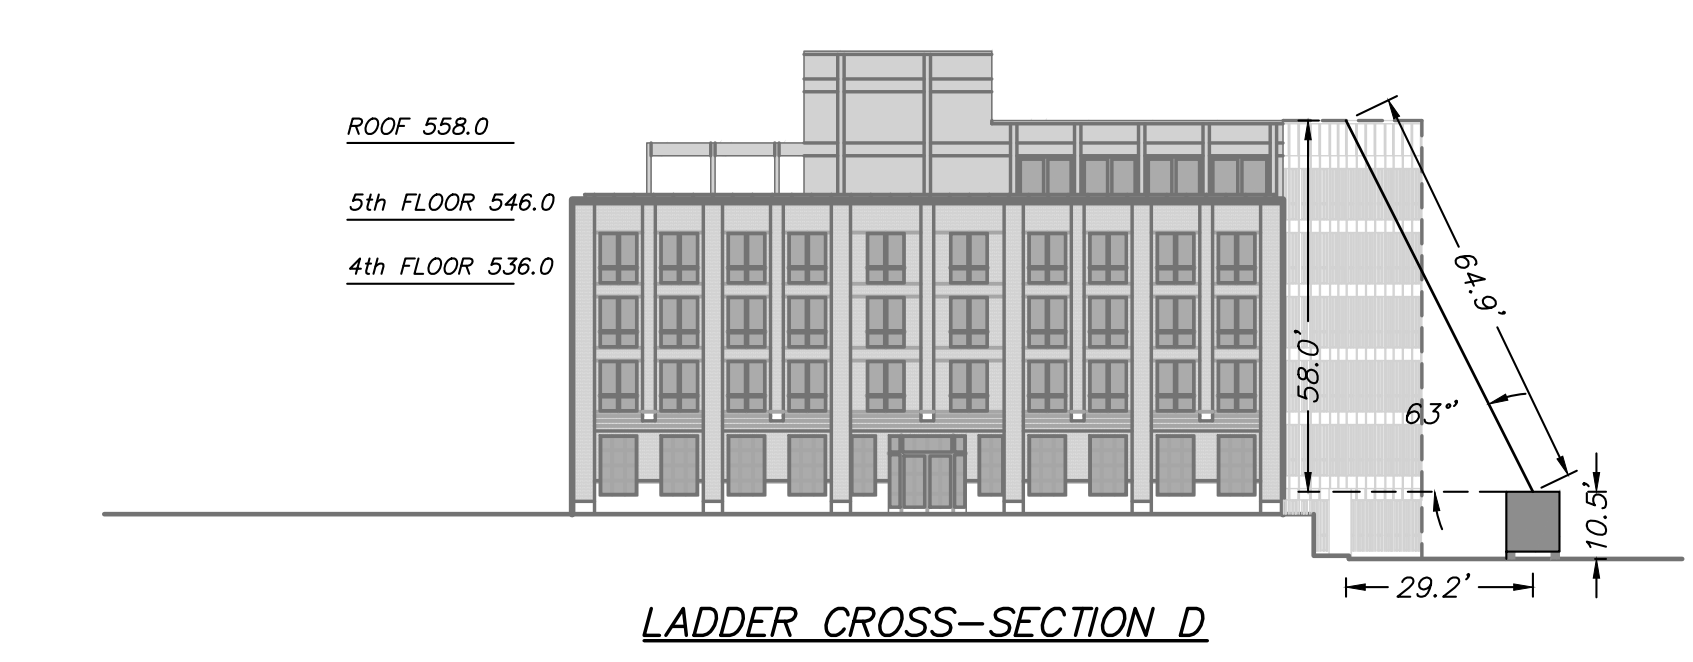 ROOF 558.0
5th FLOOR 546.0
4th FLOOR 536.0
64.9'
58.0'
63°'
10.5'
29.2'
LADDER CROSS-SECTION D